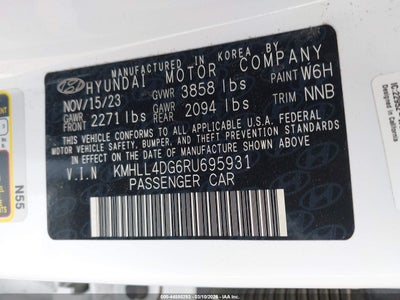 MANUFACTURED IN KOREA BY
HYUNDAI MOTOR COMPANY
NOV/15/23 GVWR 3858 lbs PAINT W6H
GAWR FRONT 2271 lbs GAWR REAR 2094 lbs TRIM NNB
THIS VEHICLE CONFORMS TO ALL APPLICABLE U.S. FEDERAL
MOTOR VEHICLE SAFETY, BUMPER, AND THEFT PREVENTION
STANDARDS IN EFFECT ON THE DATE OF MANUFACTURE SHOWN ABOVE.
V.I.N KMHLL4DG6RU695931
PASSENGER CAR
N55
in California